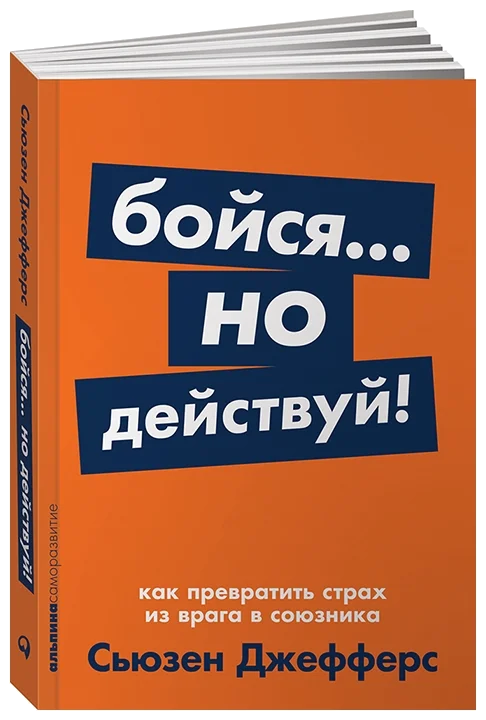 бойся...
но
действуй!
как превратить страх
из врага в союзника
Сьюзен Джефферс
Сьюзен Джефферс бойся... но действуй!
альпинасаморазвитие